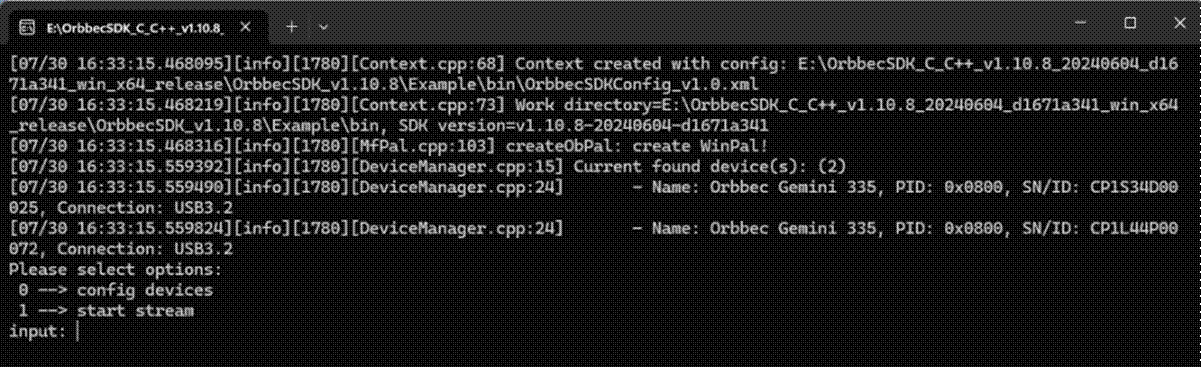 E:\OrbbecSDK_C_C++_v1.10.8_
[07/30 16:33:15.468095][info][1780][Context.cpp:68] Context created with config: E:\OrbbecSDK_C_C++_v1.10.8_20240604_d16
71a341_win_x64_release\OrbbecSDK_v1.10.8\Example\bin\OrbbecSDKConfig_v1.0.xml
[07/30 16:33:15.468219][info][1780][Context.cpp:73] Work directory=E:\OrbbecSDK_C_C++_v1.10.8_20240604_d1671a341_win_x64
_release\OrbbecSDK_v1.10.8\Example\bin, SDK version=v1.10.8-20240604-d1671a341
[07/30 16:33:15.468316][info][1780][MfPal.cpp:103] createObPal: create WinPal!
[07/30 16:33:15.559392][info][1780][DeviceManager.cpp:15] Current found device(s): (2)
[07/30 16:33:15.559490][info][1780][DeviceManager.cpp:24] - Name: Orbbec Gemini 335, PID: 0x0800, SN/ID: CP1S34D00
025, Connection: USB3.2
[07/30 16:33:15.559824][info][1780][DeviceManager.cpp:24] - Name: Orbbec Gemini 335, PID: 0x0800, SN/ID: CP1L44P00
072, Connection: USB3.2
Please select options:
0 --> config devices
1 --> start stream
input: